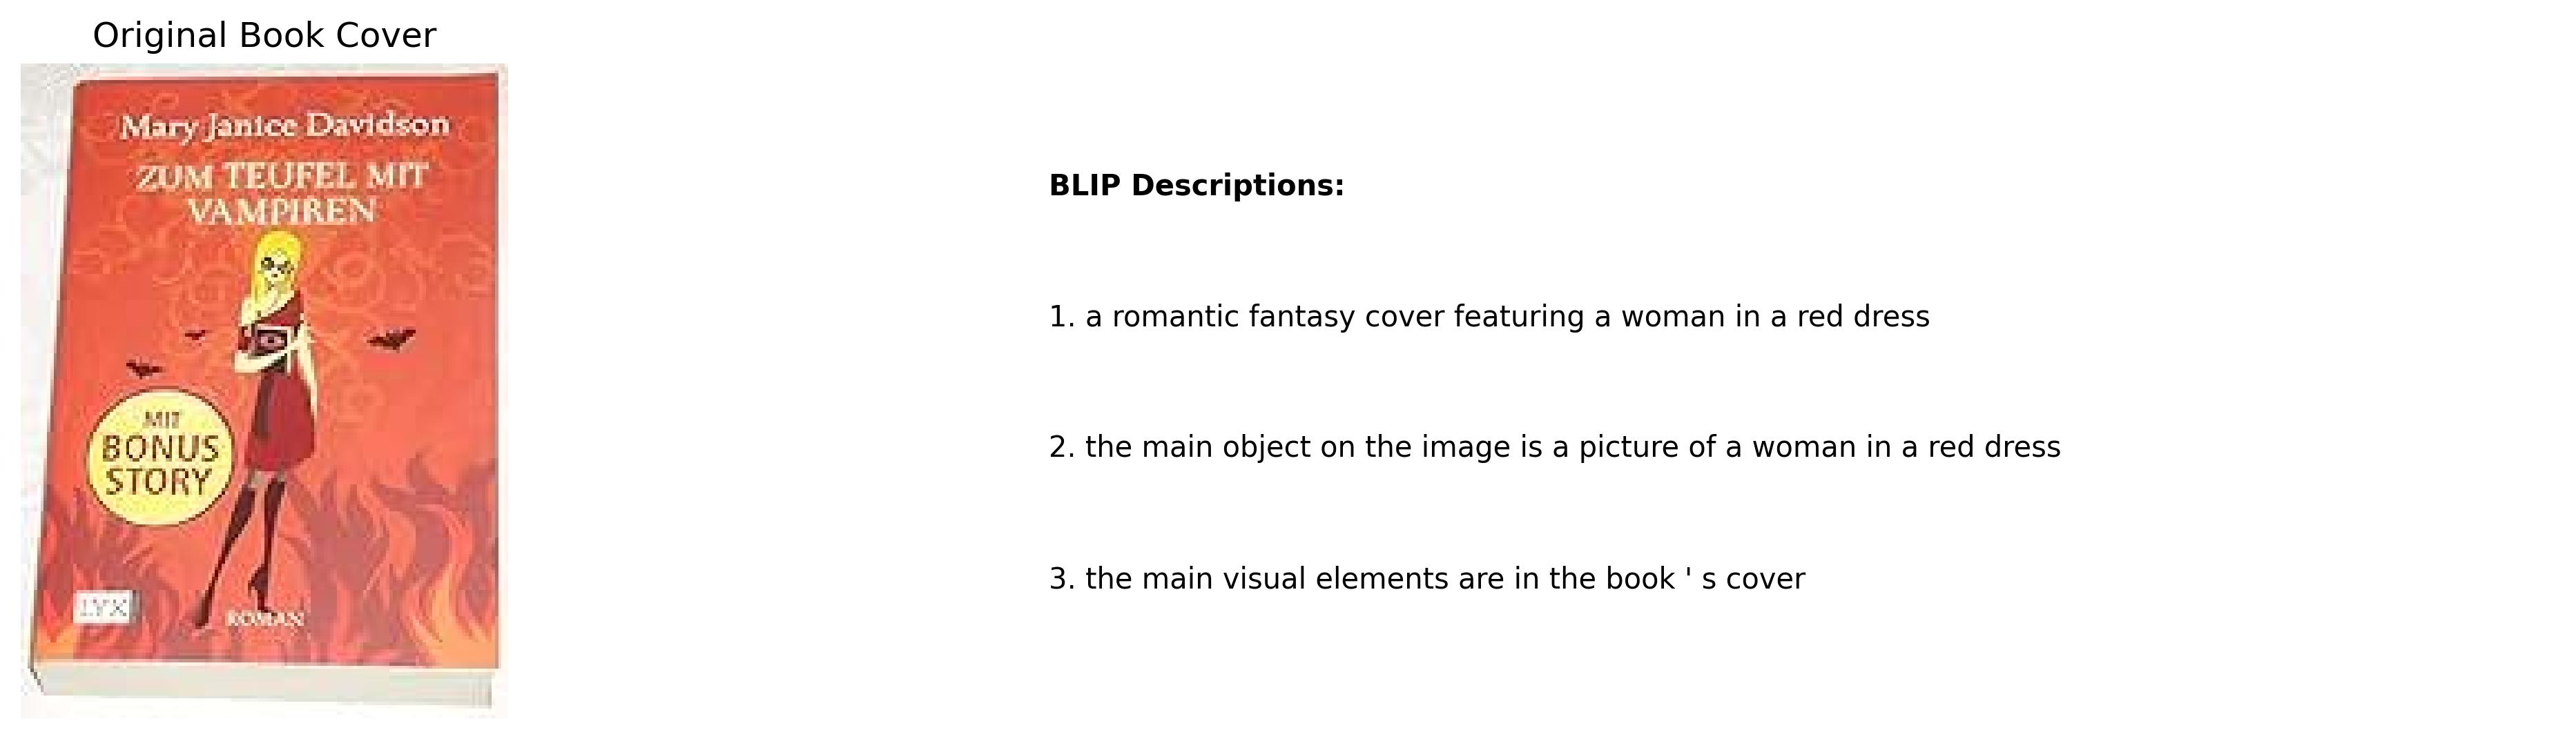 Original Book Cover
Mary Janice Davidson
ZUM TEUFEL MIT
VAMPIREN
MIT
BONUS
STORY
LYX
ROMAN
BLIP Descriptions:
1. a romantic fantasy cover featuring a woman in a red dress
2. the main object on the image is a picture of a woman in a red dress
3. the main visual elements are in the book ' s cover